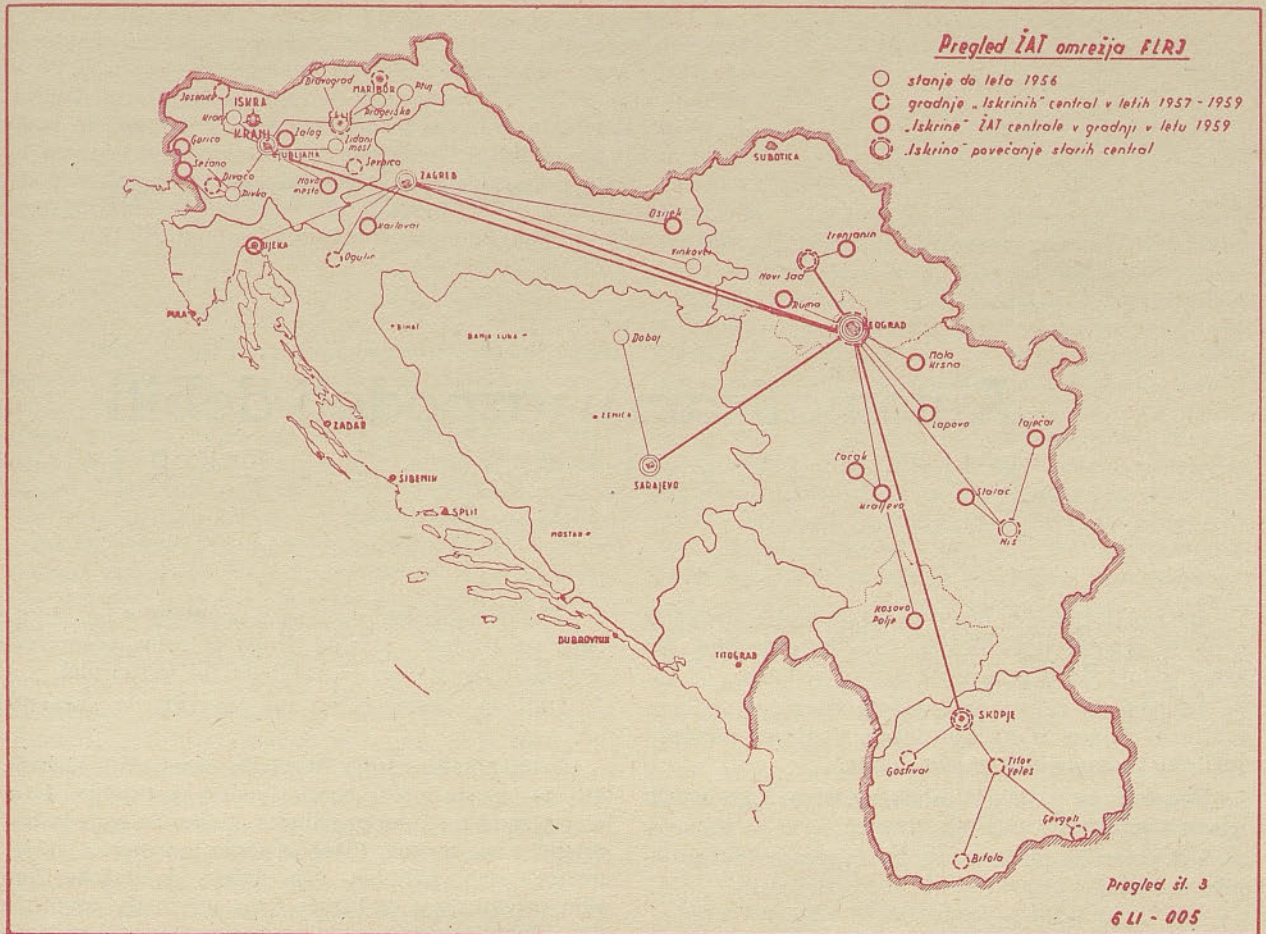 Pregled ŽAT omrežja FLRJ
stanje do leta 1956
gradnje „Iskrinih" central v letih 1957 - 1959
„Iskrine" ŽAT centrale v gradnji v letu 1959
„Iskrino" povečanje starih central
Dravograd
MARIBOR
Ptuj
Jesenice
ISKRA
Kranj
KRANJ
CELJE
Pragersko
Zalog
Zidani
most
Gorica
LJUBLJANA
Sežana
Sevnica
Divača
Pivka
Novo
mesto
ZAGREB
SUBOTICA
Karlovac
Osijek
RIJEKA
Ogulin
Vinkovci
Zrenjanin
Novi Sad
Ruma
PULA
BIHAĆ
BANJA LUKA
Doboj
BEOGRAD
Mala
Krsna
ZENICA
Lapovo
ZADAR
Zaječar
Čačak
SARAJEVO
ŠIBENIK
Kraljevo
Stalać
SPLIT
Niš
MOSTAR
Kosovo
Polje
DUBROVNIK
TITOGRAD
SKOPJE
Gostivar
Titov
Veles
Gevgeli
Bitola
Pregled št. 3
6 LI - 005